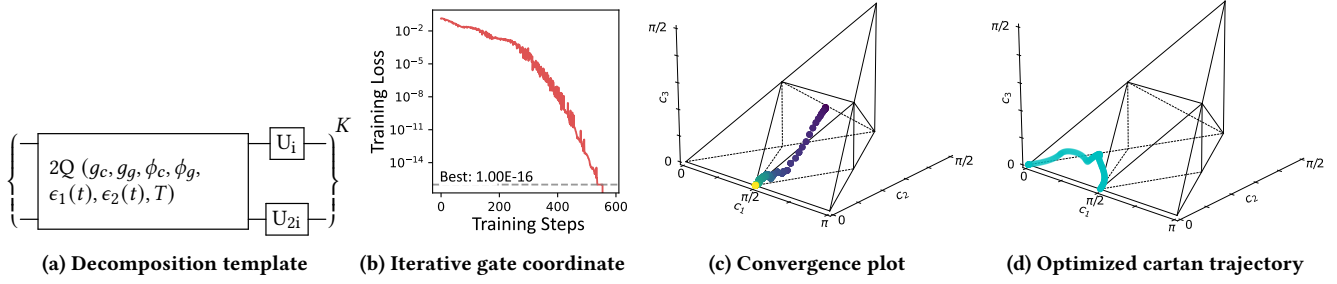 2Q (g_c, g_g, ϕ_c, ϕ_g,
ϵ_1(t), ϵ_2(t), T)
U_i
U_2i
K
(a) Decomposition template
Training Loss
10^-2
10^-5
10^-8
10^-11
10^-14
Best: 1.00E-16
0 200 400 600
Training Steps
(b) Iterative gate coordinate
π/2
c_3
0
π/2
c_1
π
0
c_2
π/2
(c) Convergence plot
π/2
c_3
0
π/2
c_1
π
0
c_2
π/2
(d) Optimized cartan trajectory